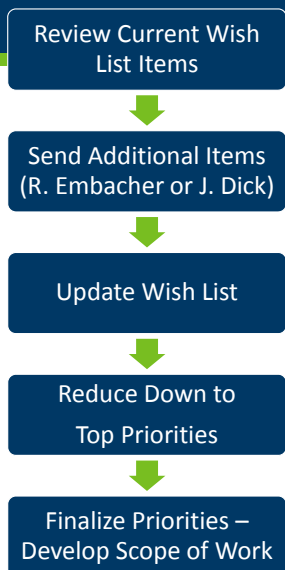 Review Current Wish
List Items
Send Additional Items
(R. Embacher or J. Dick)
Update Wish List
Reduce Down to
Top Priorities
Finalize Priorities –
Develop Scope of Work